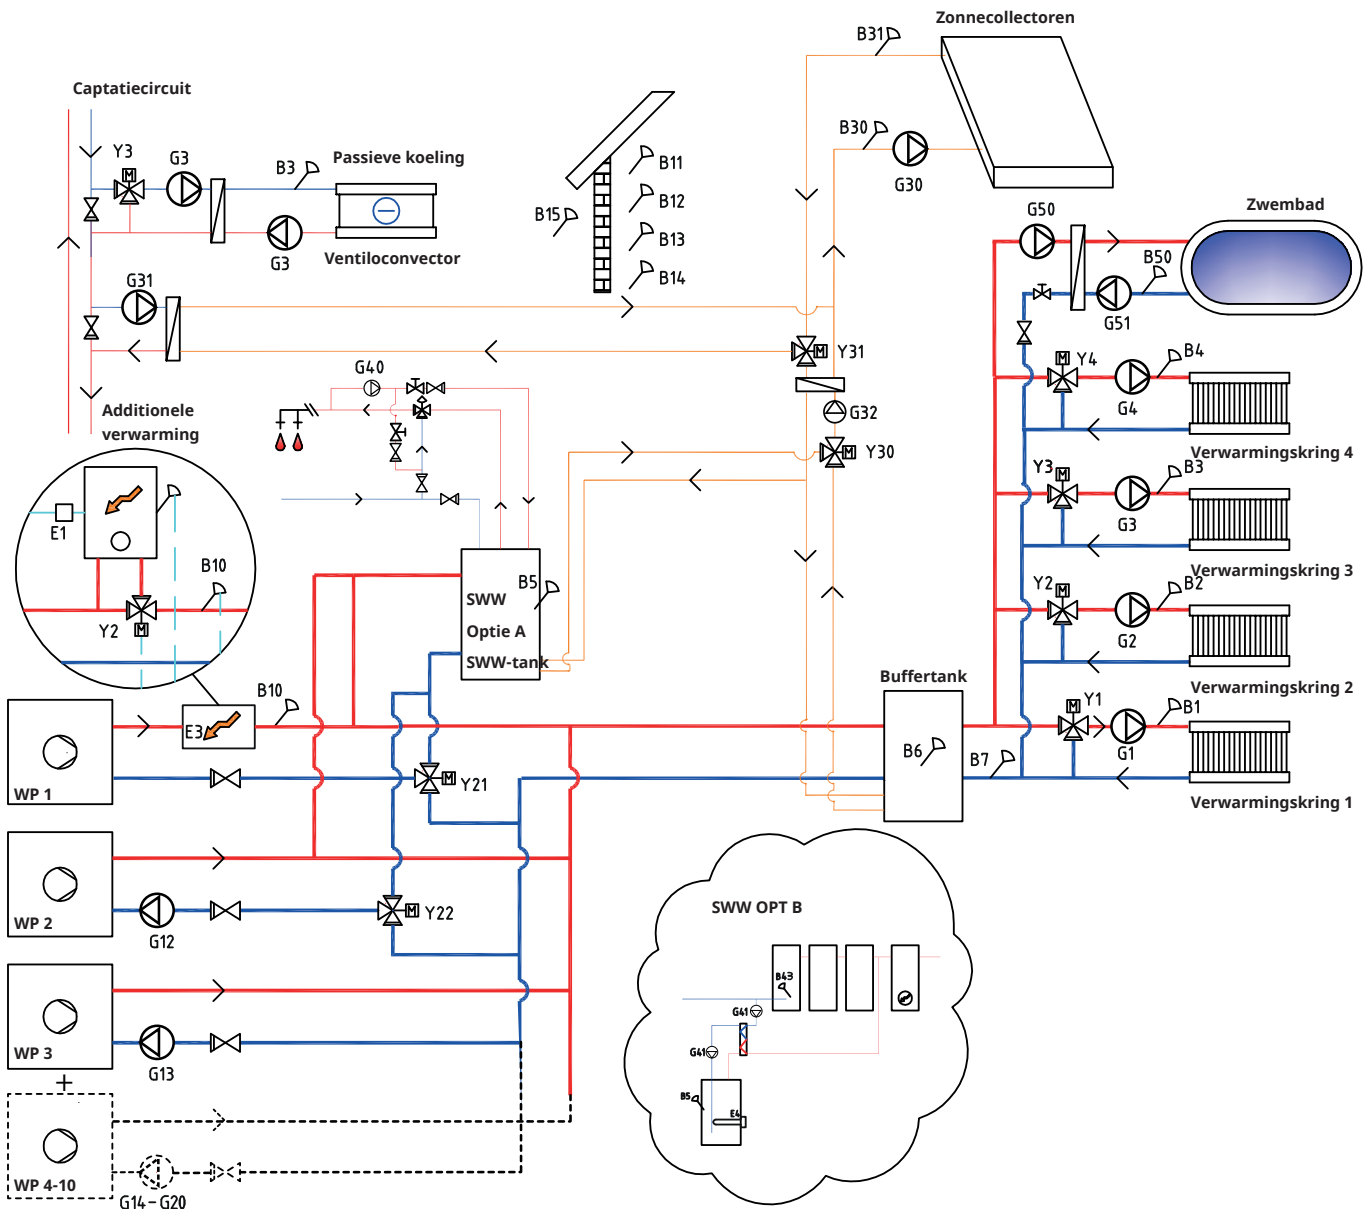 Zonnecollectoren
B31
Captatiecircuit
B30
G30
Y3
G3
B3
Passieve koeling
B11
B12
B15
B13
B14
G3
Ventiloconvector
G50
Zwembad
B50
G51
G31
Y31
G40
G32
Y30
Y4
B4
G4
Verwarmingskring 4
Additionele
verwarming
E1
B10
Y2
Y3
B3
G3
Verwarmingskring 3
B5
SWW
Optie A
SWW-tank
Y2
B2
G2
Verwarmingskring 2
B10
E3
WP 1
Buffertank
B6
B7
Y1
B1
G1
Verwarmingskring 1
Y21
WP 2
G12
Y22
WP 3
G13
+
WP 4-10
G14-G20
SWW OPT B
B43
G41
G41
B5
E4
M
M
M
M
M
M
M
M
M
M